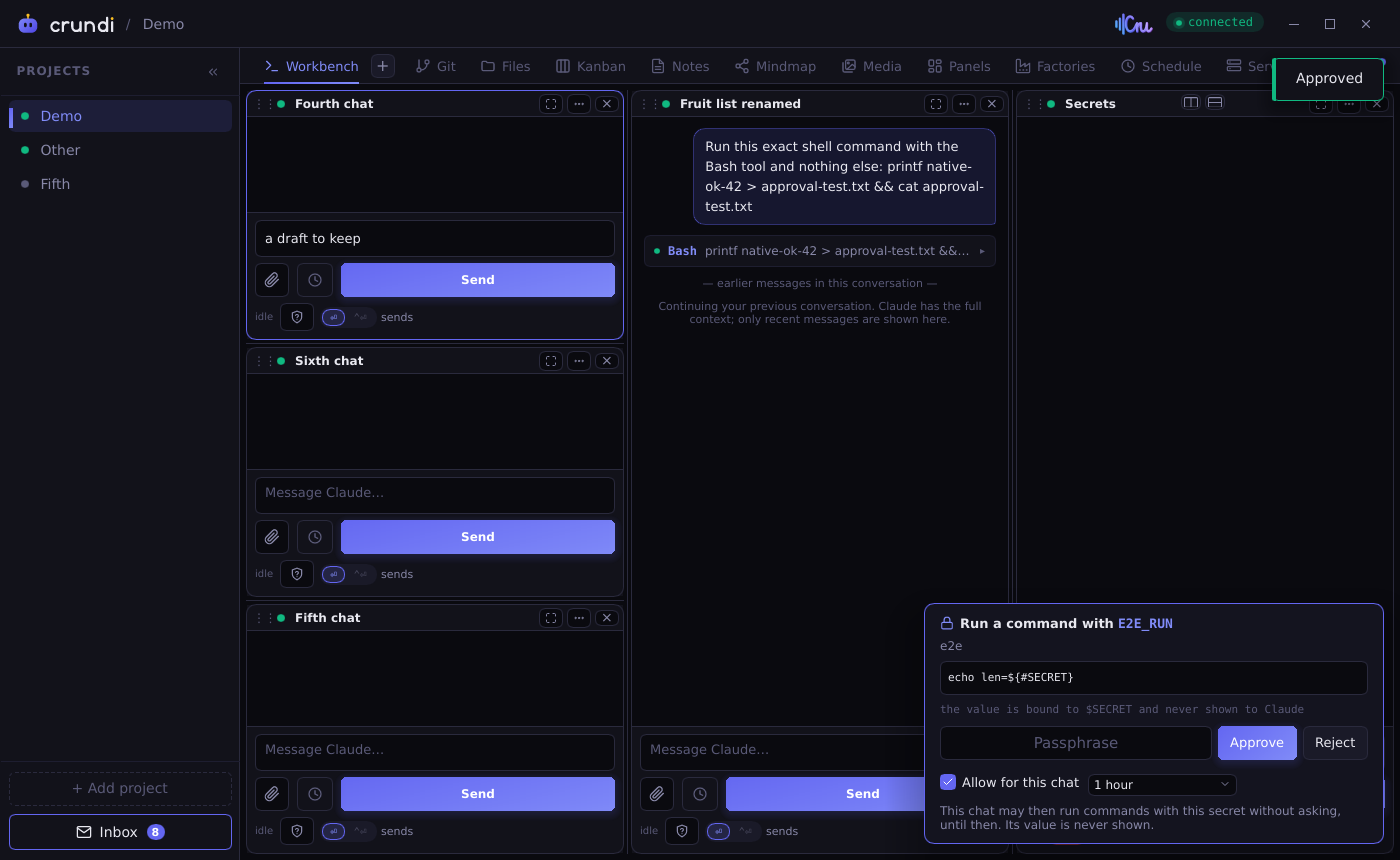 crundi / Demo
Cru
connected
PROJECTS «
Demo
Other
Fifth
+ Add project
Inbox 8
Workbench + Git Files Kanban Notes Mindmap Media Panels Factories Schedule
Approved
Fourth chat
a draft to keep
Send
idle sends
Sixth chat
Message Claude...
Send
idle sends
Fifth chat
Message Claude...
Send
idle sends
Fruit list renamed
Run this exact shell command with the
Bash tool and nothing else: printf native-
ok-42 > approval-test.txt && cat approval-
test.txt
Bash printf native-ok-42 > approval-test.txt &&...
— earlier messages in this conversation —
Continuing your previous conversation. Claude has the full
context; only recent messages are shown here.
Message Claude...
Send
idle sends
Secrets
Run a command with E2E_RUN
e2e
echo len=${#SECRET}
the value is bound to $SECRET and never shown to Claude
Passphrase Approve Reject
Allow for this chat 1 hour
This chat may then run commands with this secret without asking,
until then. Its value is never shown.